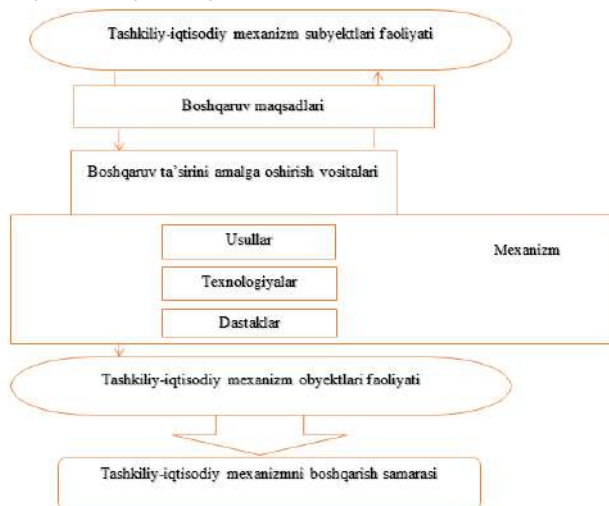 Tashkiliy-iqtisodiy mexanizm subyektlari faoliyati
Boshqaruv maqsadlari
Boshqaruv ta’sirini amalga oshirish vositalari
Usullar
Mexanizm
Texnologiyalar
Dastaklar
Tashkiliy-iqtisodiy mexanizm obyektlari faoliyati
Tashkiliy-iqtisodiy mexanizmni boshqarish samarasi